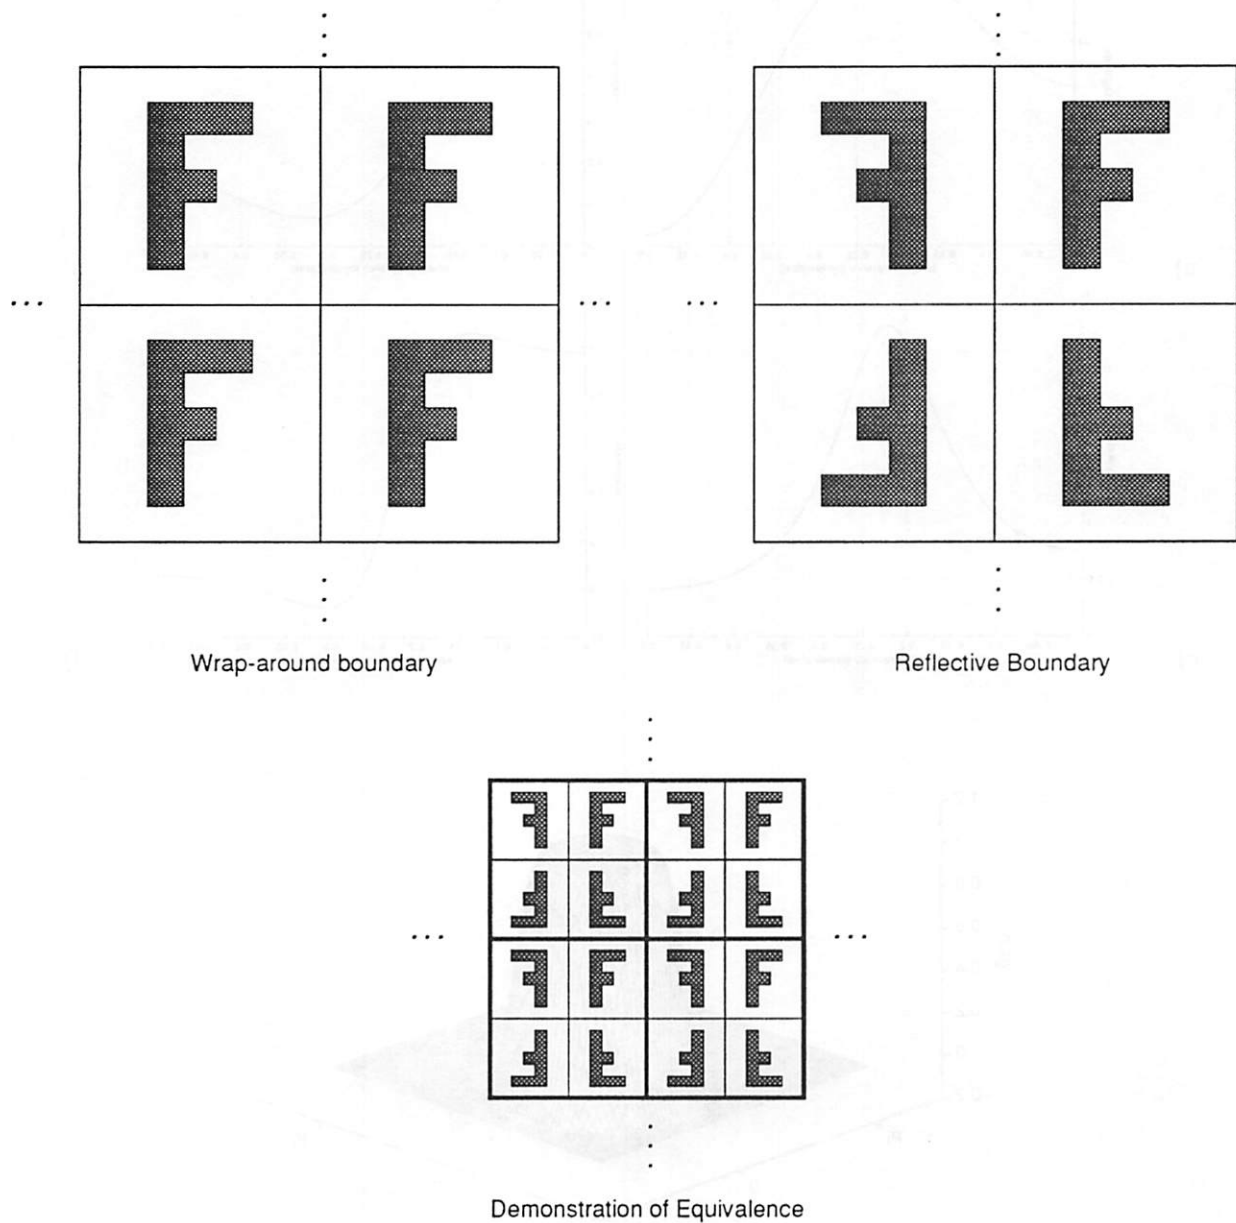 Wrap-around boundary
Reflective Boundary
Demonstration of Equivalence